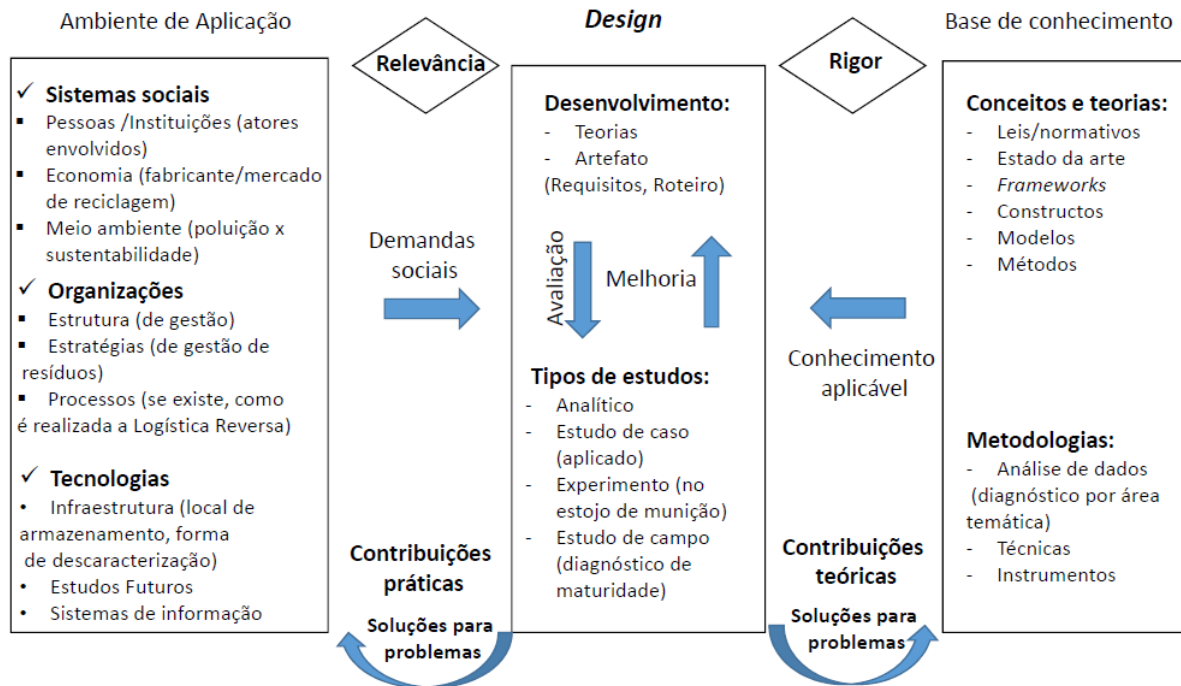 Ambiente de Aplicação
✓ Sistemas sociais
▪ Pessoas /Instituições (atores
envolvidos)
▪ Economia (fabricante/mercado
de reciclagem)
▪ Meio ambiente (poluição x
sustentabilidade)
✓ Organizações
▪ Estrutura (de gestão)
▪ Estratégias (de gestão de
resíduos)
▪ Processos (se existe, como
é realizada a Logística Reversa)
✓ Tecnologias
• Infraestrutura (local de
armazenamento, forma
de descaracterização)
• Estudos Futuros
• Sistemas de informação
Relevância
Demandas
sociais
Contribuições
práticas
Soluções para
problemas
Design
Desenvolvimento:
- Teorias
- Artefato
(Requisitos, Roteiro)
Avaliação
Melhoria
Tipos de estudos:
- Analítico
- Estudo de caso
(aplicado)
- Experimento (no
estojo de munição)
- Estudo de campo
(diagnóstico de
maturidade)
Rigor
Conhecimento
aplicável
Contribuições
teóricas
Soluções para
problemas
Base de conhecimento
Conceitos e teorias:
- Leis/normativos
- Estado da arte
- Frameworks
- Constructos
- Modelos
- Métodos
Metodologias:
- Análise de dados
(diagnóstico por área
temática)
- Técnicas
- Instrumentos